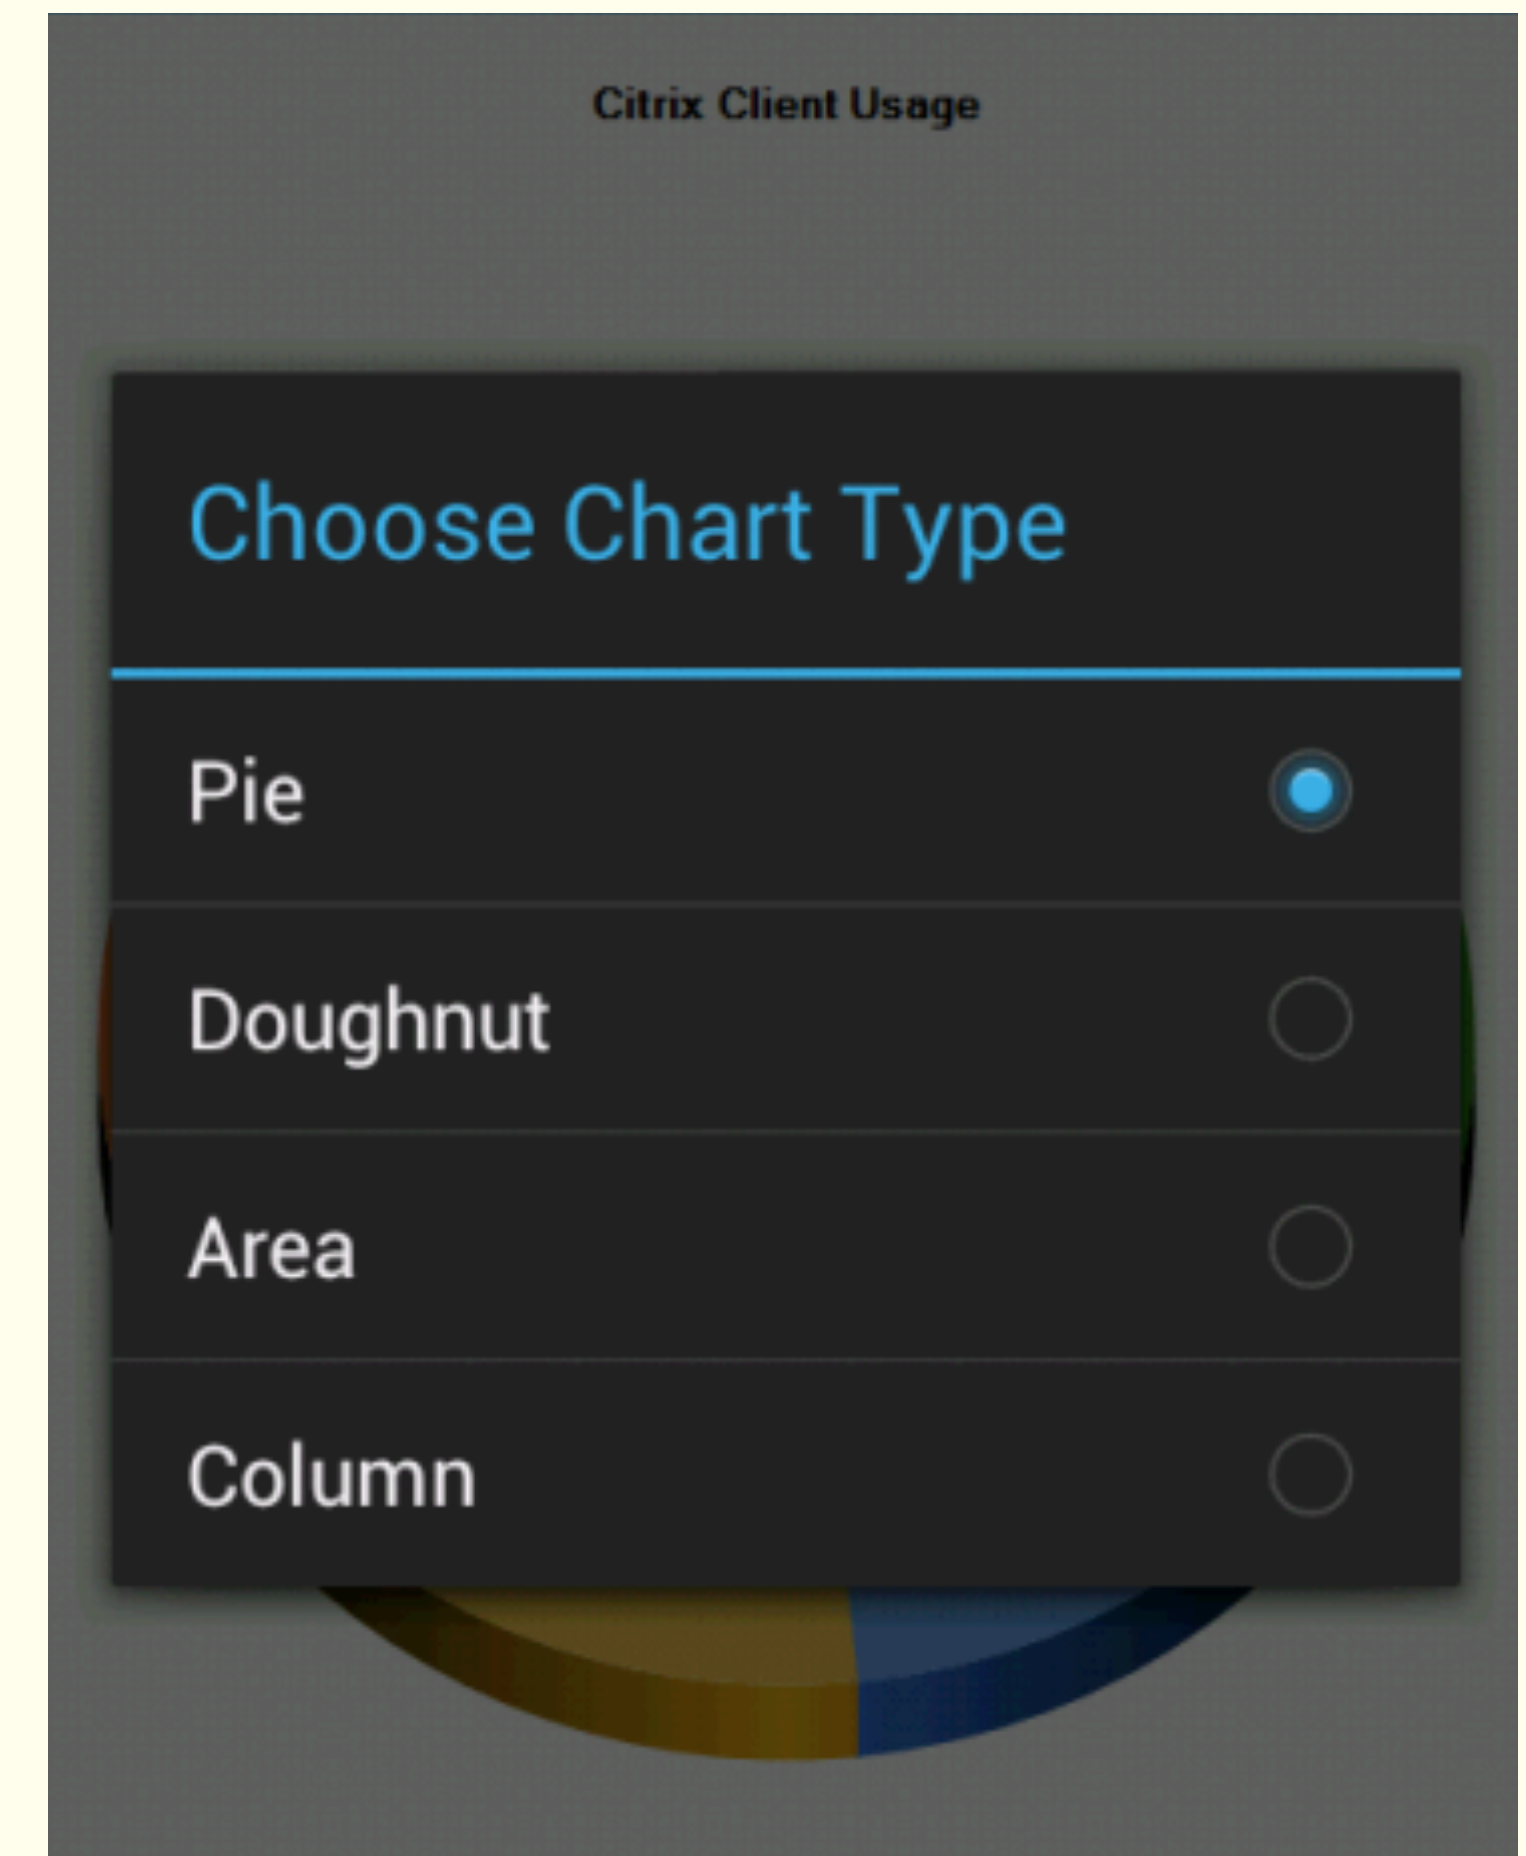 Citrix Client Usage
Choose Chart Type
Pie
Doughnut
Area
Column